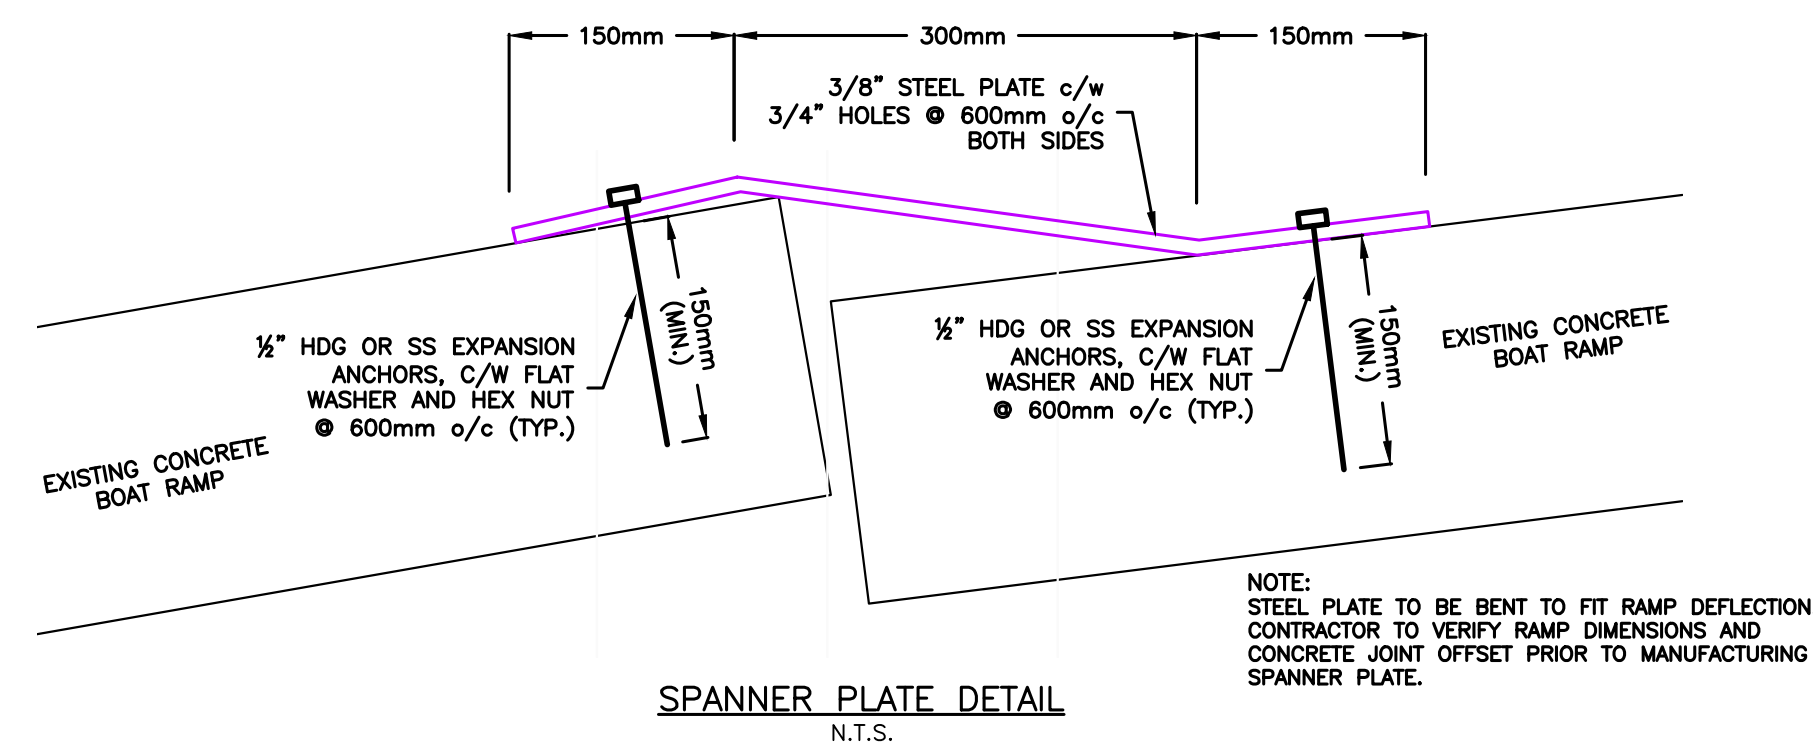 150mm
300mm
150mm
3/8” STEEL PLATE c/w
3/4” HOLES @ 600mm o/c
BOTH SIDES
150mm
(MIN.)
½” HDG OR SS EXPANSION
ANCHORS, C/W FLAT
WASHER AND HEX NUT
@ 600mm o/c (TYP.)
½” HDG OR SS EXPANSION
ANCHORS, C/W FLAT
WASHER AND HEX NUT
@ 600mm o/c (TYP.)
150mm
(MIN.)
EXISTING CONCRETE
BOAT RAMP
EXISTING CONCRETE
BOAT RAMP
NOTE:
STEEL PLATE TO BE BENT TO FIT RAMP DEFLECTION
CONTRACTOR TO VERIFY RAMP DIMENSIONS AND
CONCRETE JOINT OFFSET PRIOR TO MANUFACTURING
SPANNER PLATE.
SPANNER PLATE DETAIL
N.T.S.